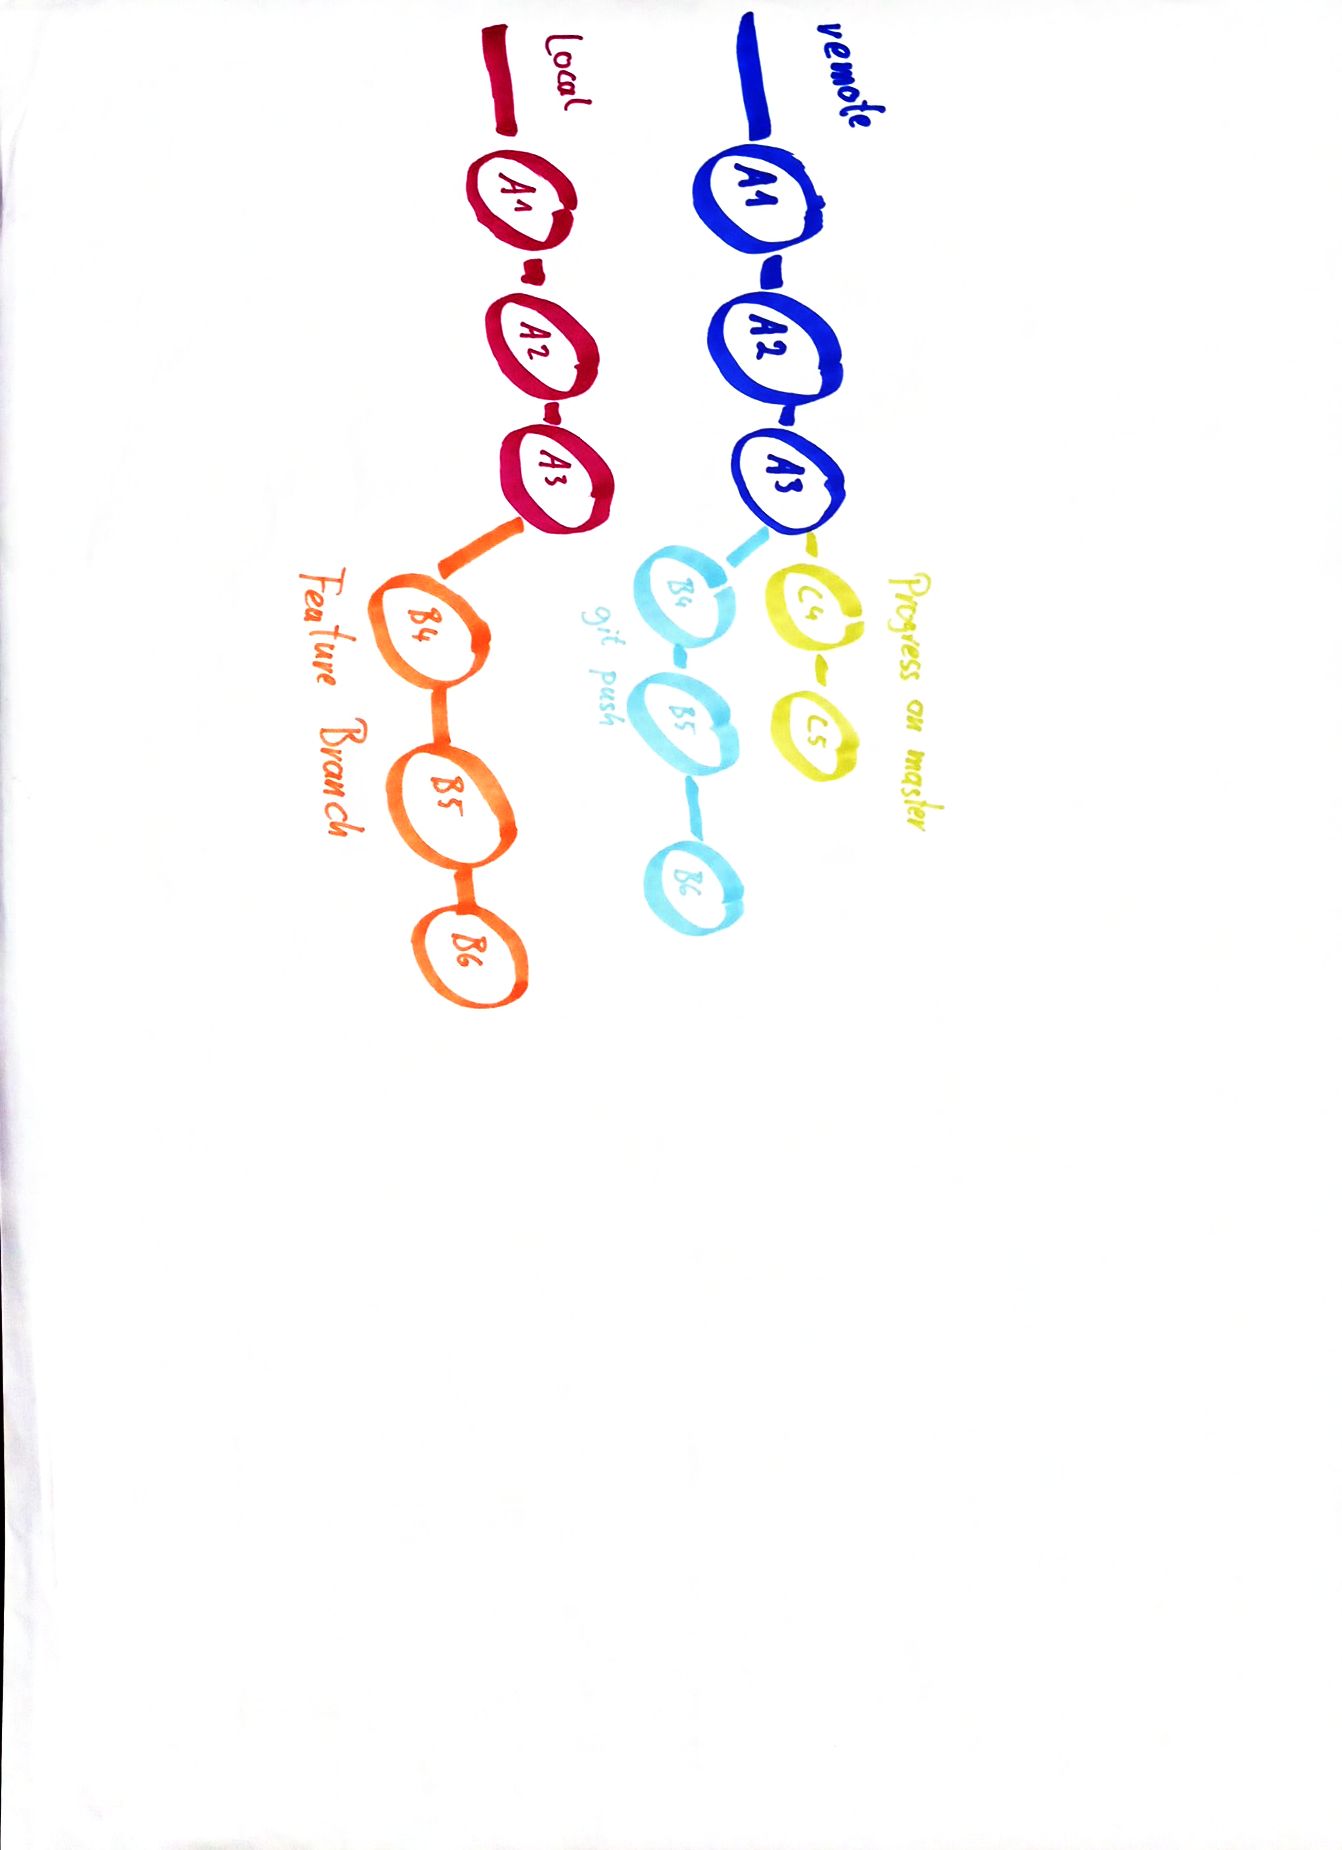 remote
A1
A2
A3
C4
C5
Progress on master
B4
B5
B6
git push
Local
A1
A2
A3
B4
B5
B6
Feature Branch